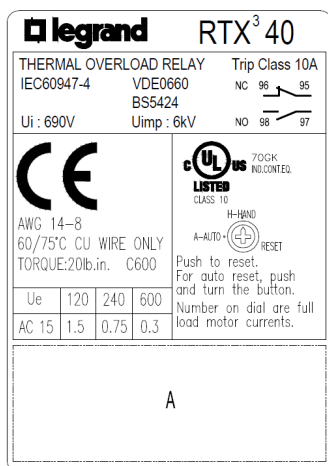 legrand RTX³ 40
THERMAL OVERLOAD RELAY Trip Class 10A
IEC60947-4 VDE0660 NC 96 95
BS5424
Ui : 690V Uimp : 6kV NO 98 97
CE
c UL us 70GK
IND.CONT.EQ.
LISTED
CLASS 10
H-HAND
A-AUTO
RESET
AWG 14-8
60/75°C CU WIRE ONLY
TORQUE:20lb.in. C600
Push to reset.
For auto reset, push
and turn the button.
Number on dial are full
load motor currents.
Ue 120 240 600
AC 15 1.5 0.75 0.3
A